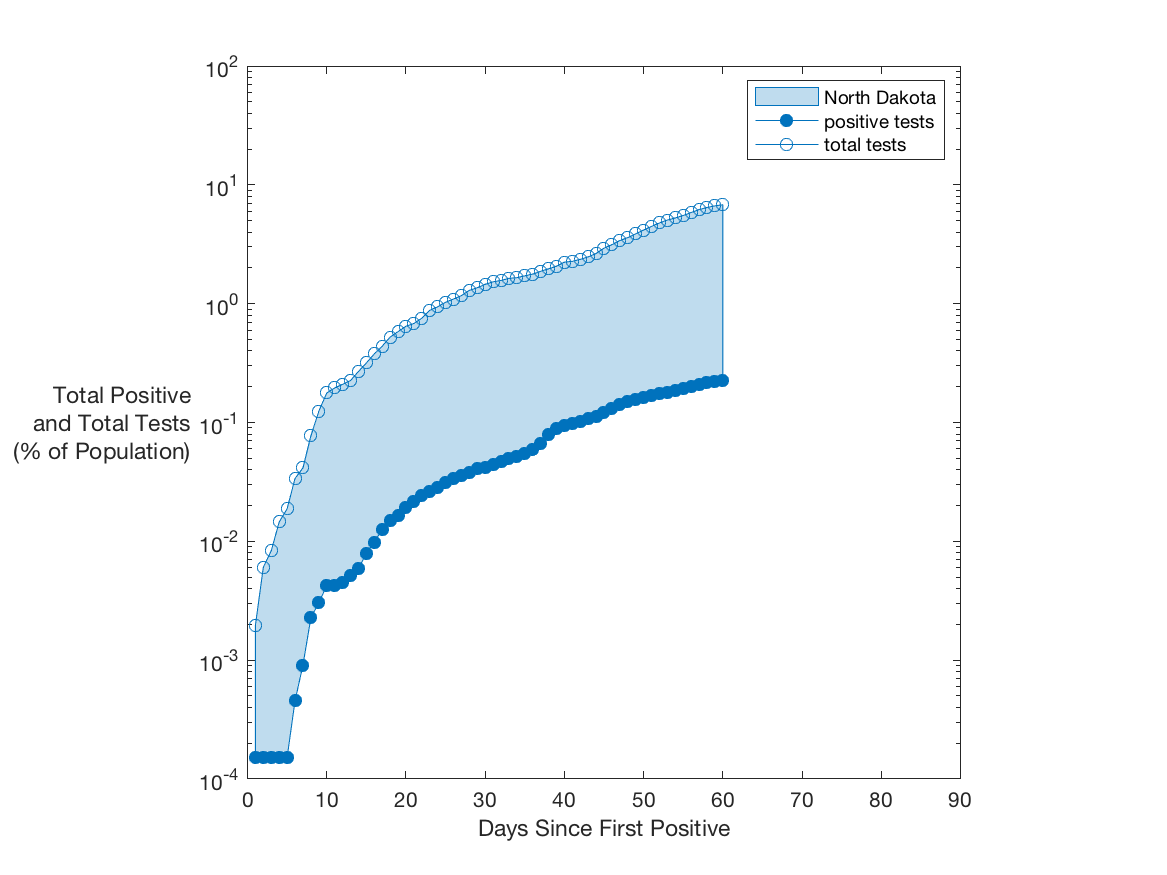 10^2
10^1
10^0
10^-1
10^-2
10^-3
10^-4
Total Positive
and Total Tests
(% of Population)
North Dakota
positive tests
total tests
0 10 20 30 40 50 60 70 80 90
Days Since First Positive